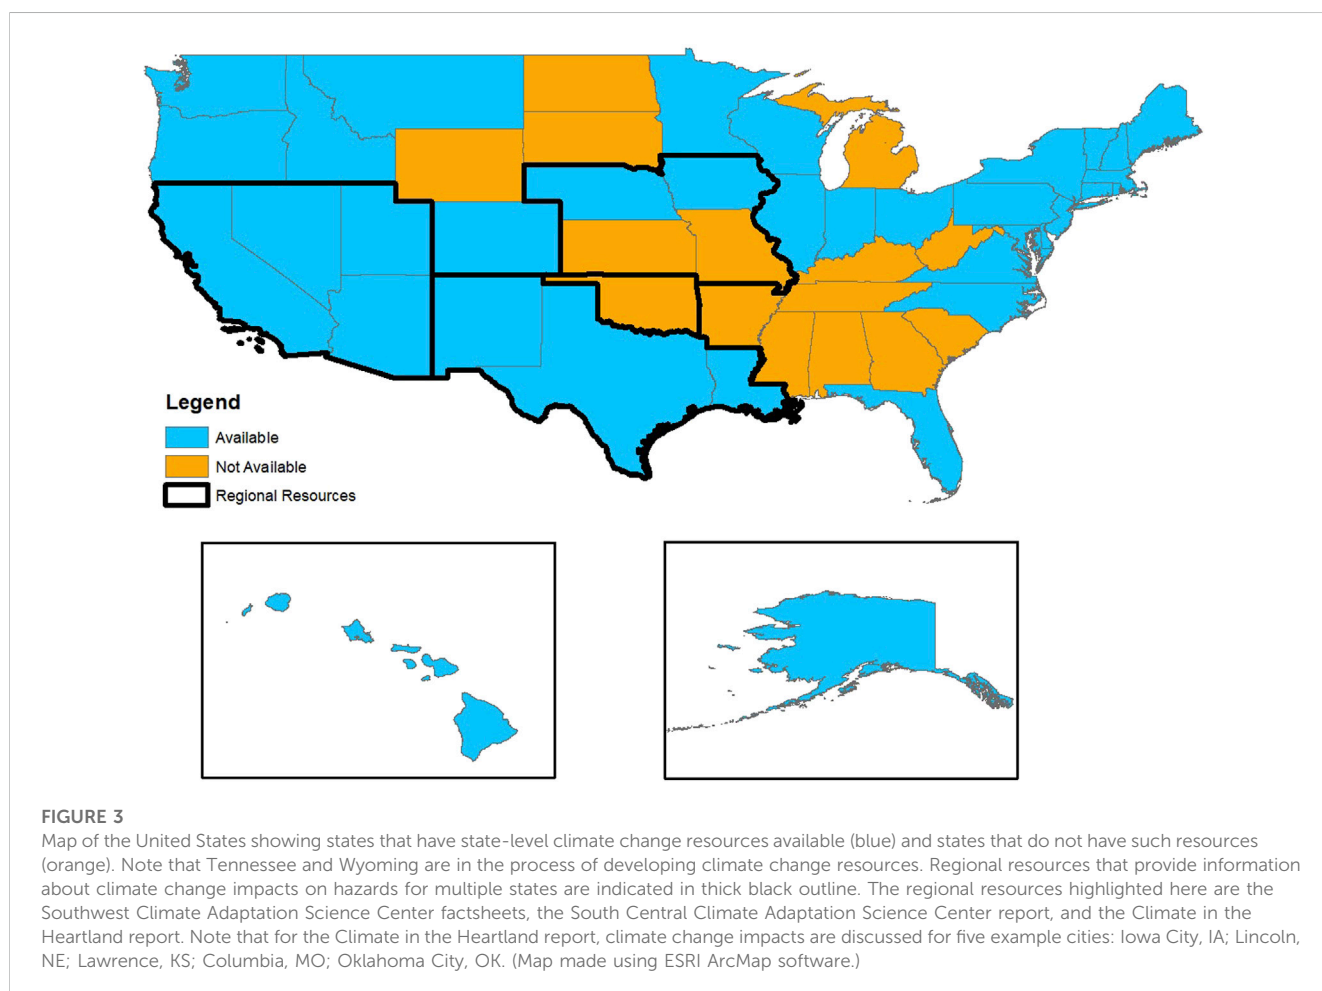 Legend
Available
Not Available
Regional Resources
FIGURE 3
Map of the United States showing states that have state-level climate change resources available (blue) and states that do not have such resources
(orange). Note that Tennessee and Wyoming are in the process of developing climate change resources. Regional resources that provide information
about climate change impacts on hazards for multiple states are indicated in thick black outline. The regional resources highlighted here are the
Southwest Climate Adaptation Science Center factsheets, the South Central Climate Adaptation Science Center report, and the Climate in the
Heartland report. Note that for the Climate in the Heartland report, climate change impacts are discussed for five example cities: Iowa City, IA; Lincoln,
NE; Lawrence, KS; Columbia, MO; Oklahoma City, OK. (Map made using ESRI ArcMap software.)